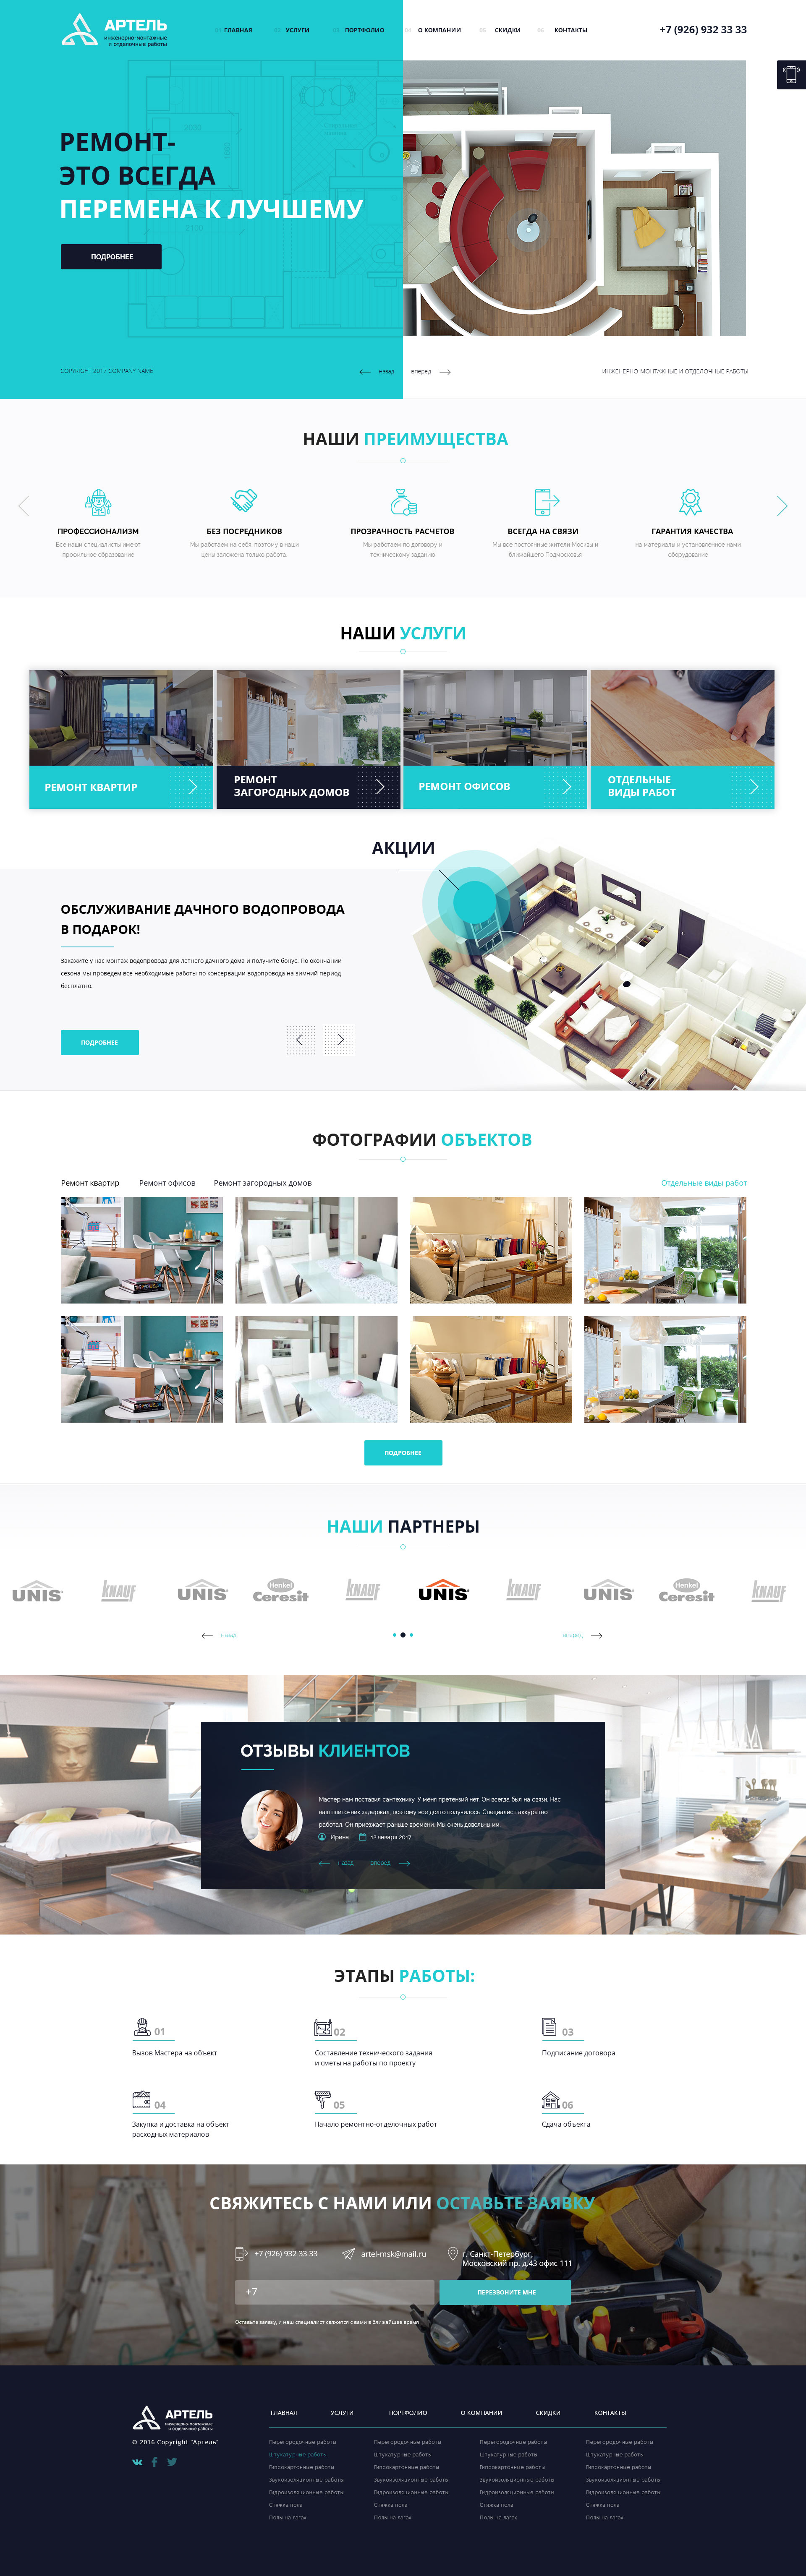 АРТЕЛЬ
инженерно-монтажные
и отделочные работы
01 ГЛАВНАЯ
02 УСЛУГИ
03 ПОРТФОЛИО
04 О КОМПАНИИ
05 СКИДКИ
06 КОНТАКТЫ
+7 (926) 932 33 33
РЕМОНТ-
ЭТО ВСЕГДА
ПЕРЕМЕНА К ЛУЧШЕМУ
ПОДРОБНЕЕ
COPYRIGHT 2017 COMPANY NAME
назад
вперед
ИНЖЕНЕРНО-МОНТАЖНЫЕ И ОТДЕЛОЧНЫЕ РАБОТЫ
НАШИ ПРЕИМУЩЕСТВА
ПРОФЕССИОНАЛИЗМ
Все наши специалисты имеют
профильное образование
БЕЗ ПОСРЕДНИКОВ
Мы работаем на себя, поэтому в наши
цены заложена только работа.
ПРОЗРАЧНОСТЬ РАСЧЕТОВ
Мы работаем по договору и
техническому заданию
ВСЕГДА НА СВЯЗИ
Мы все постоянные жители Москвы и
ближайшего Подмосковья
ГАРАНТИЯ КАЧЕСТВА
на материалы и установленное нами
оборудование
НАШИ УСЛУГИ
РЕМОНТ КВАРТИР
РЕМОНТ
ЗАГОРОДНЫХ ДОМОВ
РЕМОНТ ОФИСОВ
ОТДЕЛЬНЫЕ
ВИДЫ РАБОТ
АКЦИИ
ОБСЛУЖИВАНИЕ ДАЧНОГО ВОДОПРОВОДА
В ПОДАРОК!
Закажите у нас монтаж водопровода для летнего дачного дома и получите бонус. По окончании
сезона мы проведем все необходимые работы по консервации водопровода на зимний период
бесплатно.
ПОДРОБНЕЕ
ФОТОГРАФИИ ОБЪЕКТОВ
Ремонт квартир
Ремонт офисов
Ремонт загородных домов
Отдельные виды работ
ПОДРОБНЕЕ
НАШИ ПАРТНЕРЫ
UNIS
KNAUF
UNIS
Henkel
Ceresit
KNAUF
UNIS
KNAUF
UNIS
Henkel
Ceresit
KNAUF
назад
вперед
ОТЗЫВЫ КЛИЕНТОВ
Мастер нам поставил сантехнику. У меня претензий нет. Он всегда был на связи. Нас
наш плиточник задержал, поэтому все долго получилось. Специалист аккуратно
работал. Он приезжает раньше времени. Мы очень довольны им.
Ирина
12 января 2017
назад
вперед
ЭТАПЫ РАБОТЫ:
01
Вызов Мастера на объект
02
Составление технического задания
и сметы на работы по проекту
03
Подписание договора
04
Закупка и доставка на объект
расходных материалов
05
Начало ремонтно-отделочных работ
06
Сдача объекта
СВЯЖИТЕСЬ С НАМИ ИЛИ ОСТАВЬТЕ ЗАЯВКУ
+7 (926) 932 33 33
artel-msk@mail.ru
г. Санкт-Петербург,
Московский пр. д.43 офис 111
+7
ПЕРЕЗВОНИТЕ МНЕ
Оставьте заявку, и наш специалист свяжется с вами в ближайшее время
АРТЕЛЬ
инженерно-монтажные
и отделочные работы
© 2016 Copyright "Артель"
ГЛАВНАЯ
УСЛУГИ
ПОРТФОЛИО
О КОМПАНИИ
СКИДКИ
КОНТАКТЫ
Перегородочные работы
Штукатурные работы
Гипсокартонные работы
Звукоизоляционные работы
Гидроизоляционные работы
Стяжка пола
Полы на лагах
Перегородочные работы
Штукатурные работы
Гипсокартонные работы
Звукоизоляционные работы
Гидроизоляционные работы
Стяжка пола
Полы на лагах
Перегородочные работы
Штукатурные работы
Гипсокартонные работы
Звукоизоляционные работы
Гидроизоляционные работы
Стяжка пола
Полы на лагах
Перегородочные работы
Штукатурные работы
Гипсокартонные работы
Звукоизоляционные работы
Гидроизоляционные работы
Стяжка пола
Полы на лагах